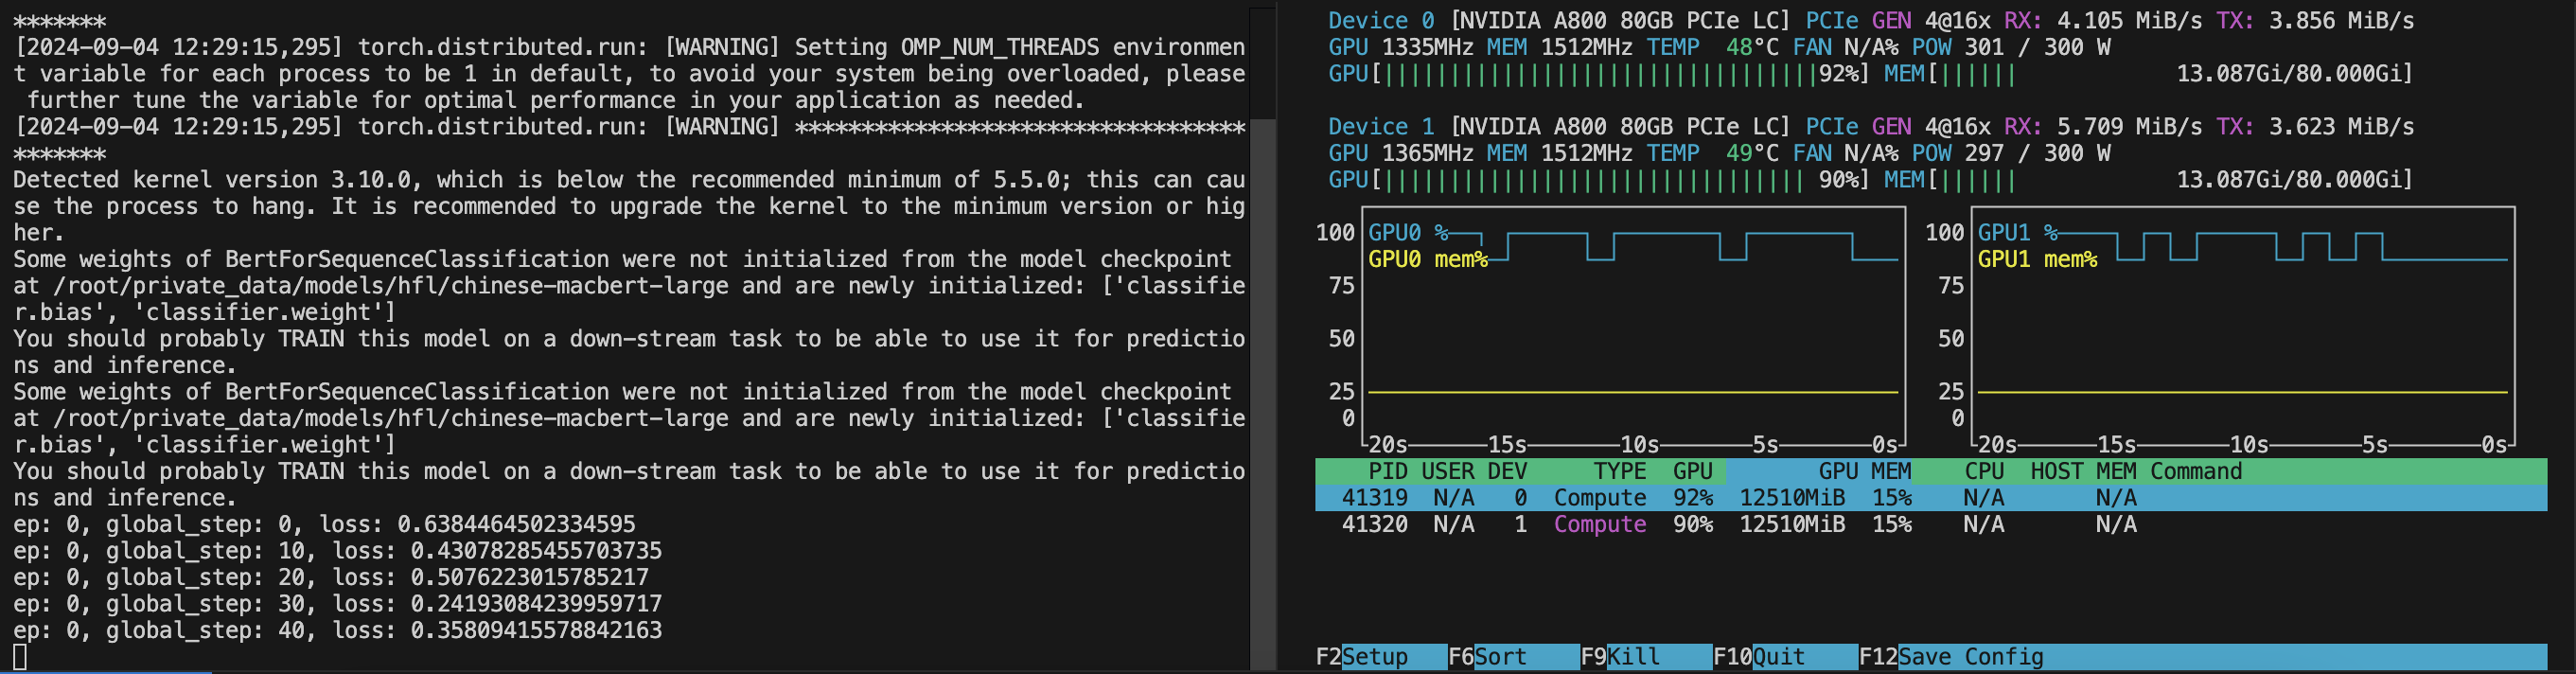 *******
[2024-09-04 12:29:15,295] torch.distributed.run: [WARNING] Setting OMP_NUM_THREADS environmen
t variable for each process to be 1 in default, to avoid your system being overloaded, please
 further tune the variable for optimal performance in your application as needed.
[2024-09-04 12:29:15,295] torch.distributed.run: [WARNING] **********************************
*******
Detected kernel version 3.10.0, which is below the recommended minimum of 5.5.0; this can cau
se the process to hang. It is recommended to upgrade the kernel to the minimum version or hig
her.
Some weights of BertForSequenceClassification were not initialized from the model checkpoint
at /root/private_data/models/hfl/chinese-macbert-large and are newly initialized: ['classifie
r.bias', 'classifier.weight']
You should probably TRAIN this model on a down-stream task to be able to use it for predictio
ns and inference.
Some weights of BertForSequenceClassification were not initialized from the model checkpoint
at /root/private_data/models/hfl/chinese-macbert-large and are newly initialized: ['classifie
r.bias', 'classifier.weight']
You should probably TRAIN this model on a down-stream task to be able to use it for predictio
ns and inference.
ep: 0, global_step: 0, loss: 0.6384464502334595
ep: 0, global_step: 10, loss: 0.43078285455703735
ep: 0, global_step: 20, loss: 0.5076223015785217
ep: 0, global_step: 30, loss: 0.24193084239959717
ep: 0, global_step: 40, loss: 0.35809415578842163
Device 0 [NVIDIA A800 80GB PCIe LC] PCIe GEN 4@16x RX: 4.105 MiB/s TX: 3.856 MiB/s
GPU 1335MHz MEM 1512MHz TEMP  48°C FAN N/A% POW 301 / 300 W
GPU[|||||||||||||||||||||||||||||||||92%] MEM[||||||            13.087Gi/80.000Gi]
Device 1 [NVIDIA A800 80GB PCIe LC] PCIe GEN 4@16x RX: 5.709 MiB/s TX: 3.623 MiB/s
GPU 1365MHz MEM 1512MHz TEMP  49°C FAN N/A% POW 297 / 300 W
GPU[|||||||||||||||||||||||||||||||| 90%] MEM[||||||            13.087Gi/80.000Gi]
100 GPU0 %
GPU0 mem%
75
50
25
0
20s 15s 10s 5s 0s
100 GPU1 %
GPU1 mem%
75
50
25
0
20s 15s 10s 5s 0s
PID USER DEV TYPE GPU GPU MEM CPU HOST MEM Command
41319 N/A 0 Compute 92% 12510MiB 15% N/A N/A
41320 N/A 1 Compute 90% 12510MiB 15% N/A N/A
F2Setup F6Sort F9Kill F10Quit F12Save Config